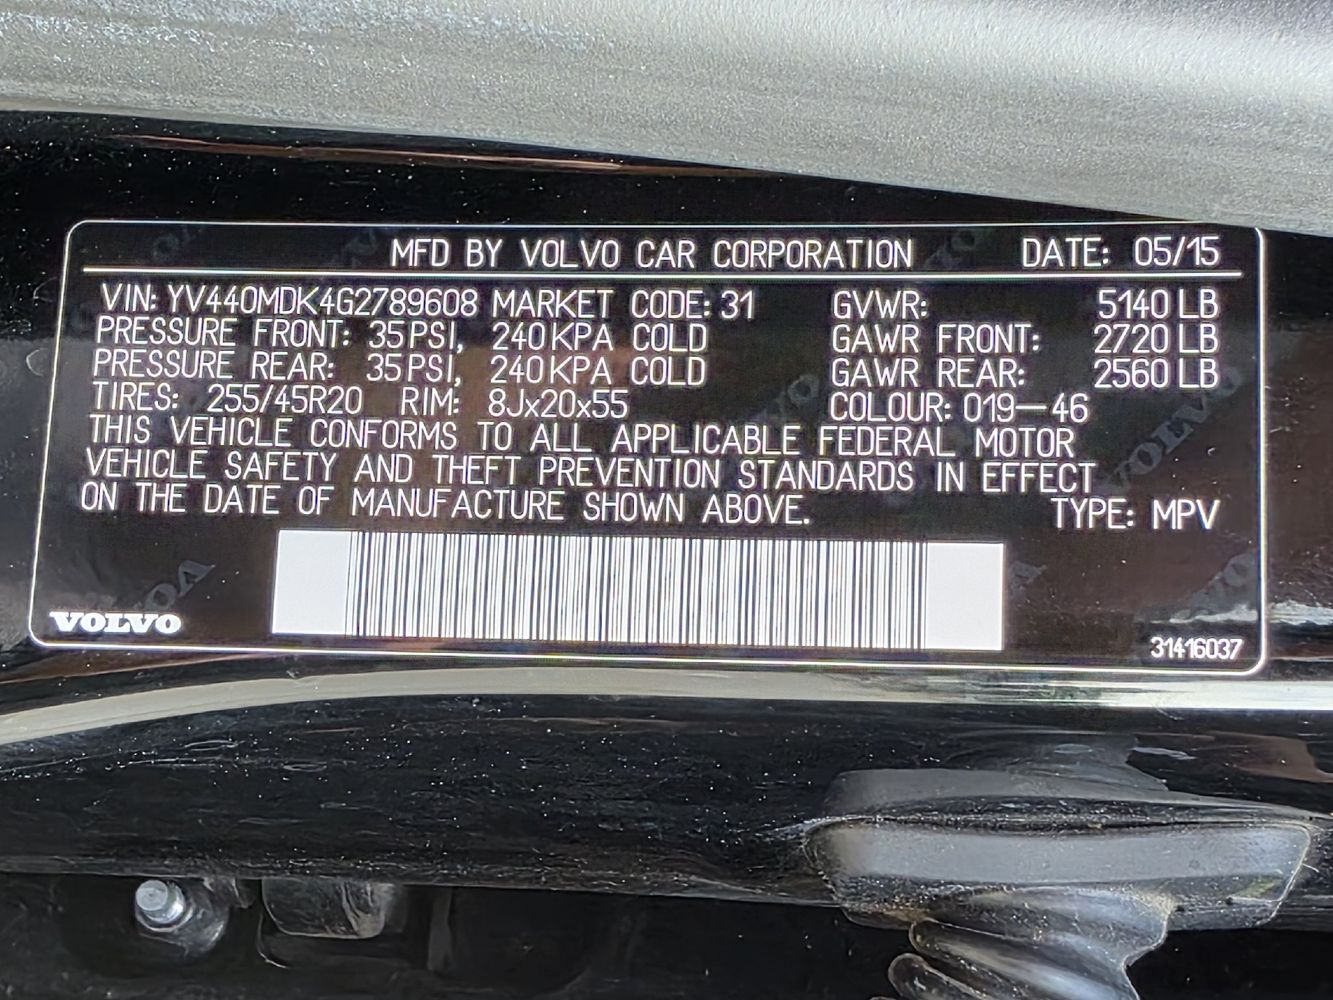 MFD BY VOLVO CAR CORPORATION DATE: 05/15
VIN: YV440MDK4G2789608 MARKET CODE: 31 GVWR: 5140 LB
PRESSURE FRONT: 35 PSI, 240 KPA COLD GAWR FRONT: 2720 LB
PRESSURE REAR: 35 PSI, 240 KPA COLD GAWR REAR: 2560 LB
TIRES: 255/45R20 RIM: 8Jx20x55 COLOUR: 019-46
THIS VEHICLE CONFORMS TO ALL APPLICABLE FEDERAL MOTOR
VEHICLE SAFETY AND THEFT PREVENTION STANDARDS IN EFFECT
ON THE DATE OF MANUFACTURE SHOWN ABOVE. TYPE: MPV
VOLVO
31416037